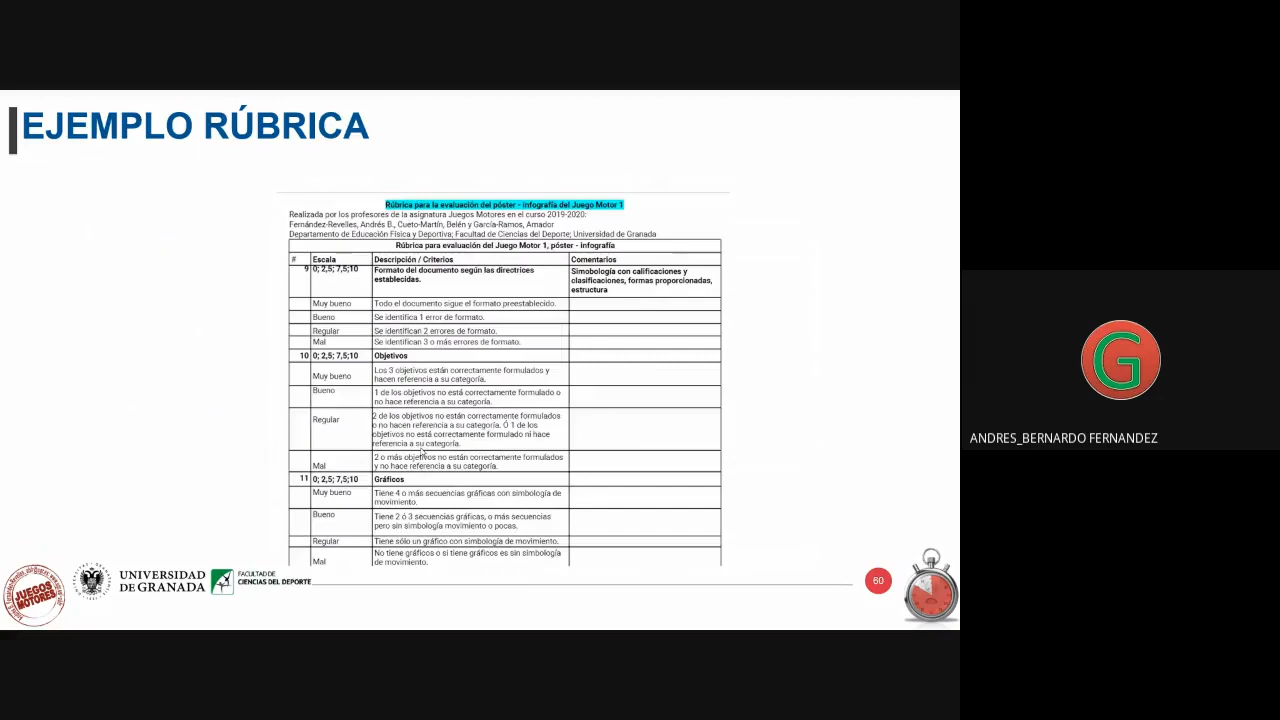 EJEMPLO RÚBRICA
Rúbrica para la evaluación del póster - infografía del Juego Motor 1
Realizada por los profesores de la asignatura Juegos Motores en el curso 2019-2020:
Fernández-Revelles, Andrés B., Cueto-Martín, Belén y García-Ramos, Amador
Departamento de Educación Física y Deportiva; Facultad de Ciencias del Deporte; Universidad de Granada
Rúbrica para evaluación del Juego Motor 1, póster - infografía
# Escala Descripción / Criterios Comentarios
9 0; 2,5; 7,5;10 Formato del documento según las directrices
establecidas.
Simobología con calificaciones y
clasificaciones, formas proporcionadas,
estructura
Muy bueno Todo el documento sigue el formato preestablecido.
Bueno Se identifica 1 error de formato.
Regular Se identifican 2 errores de formato.
Mal Se identifican 3 o más errores de formato.
10 0; 2,5; 7,5;10 Objetivos
Muy bueno Los 3 objetivos están correctamente formulados y
hacen referencia a su categoría.
Bueno 1 de los objetivos no está correctamente formulado o
no hace referencia a su categoría.
Regular 2 de los objetivos no están correctamente formulados
o no hacen referencia a su categoría. Ó 1 de los
objetivos no está correctamente formulado ni hace
referencia a su categoría.
Mal 2 o más objetivos no están correctamente formulados
y no hace referencia a su categoría.
11 0; 2,5; 7,5;10 Gráficos
Muy bueno Tiene 4 o más secuencias gráficas con simbología de
movimiento.
Bueno Tiene 2 ó 3 secuencias gráficas, o más secuencias
pero sin simbología movimiento o pocas.
Regular Tiene sólo un gráfico con simbología de movimiento.
Mal No tiene gráficos o si tiene gráficos es sin simbología
de movimiento.
JUEGOS
MOTORES
UNIVERSIDAD
DE GRANADA
FACULTAD DE
CIENCIAS DEL DEPORTE
60
G
ANDRES_BERNARDO FERNANDEZ